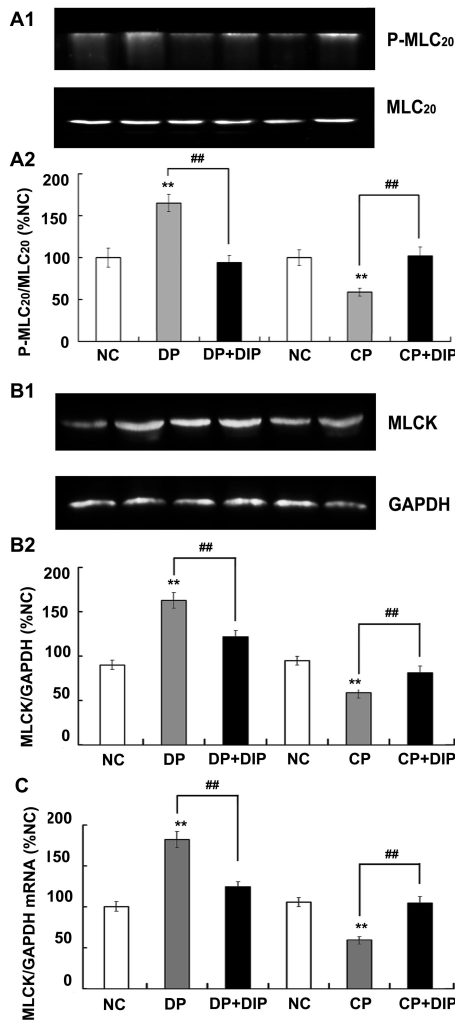 A1
P-MLC₂₀
MLC₂₀
A2
P-MLC₂₀/MLC₂₀ (%NC)
200
150
100
50
0
**
##
**
##
NC DP DP+DIP NC CP CP+DIP
B1
MLCK
GAPDH
B2
MLCK/GAPDH (%NC)
200
150
100
50
0
**
##
**
##
NC DP DP+DIP NC CP CP+DIP
C
MLCK/GAPDH mRNA (%NC)
200
150
100
50
0
**
##
**
##
NC DP DP+DIP NC CP CP+DIP